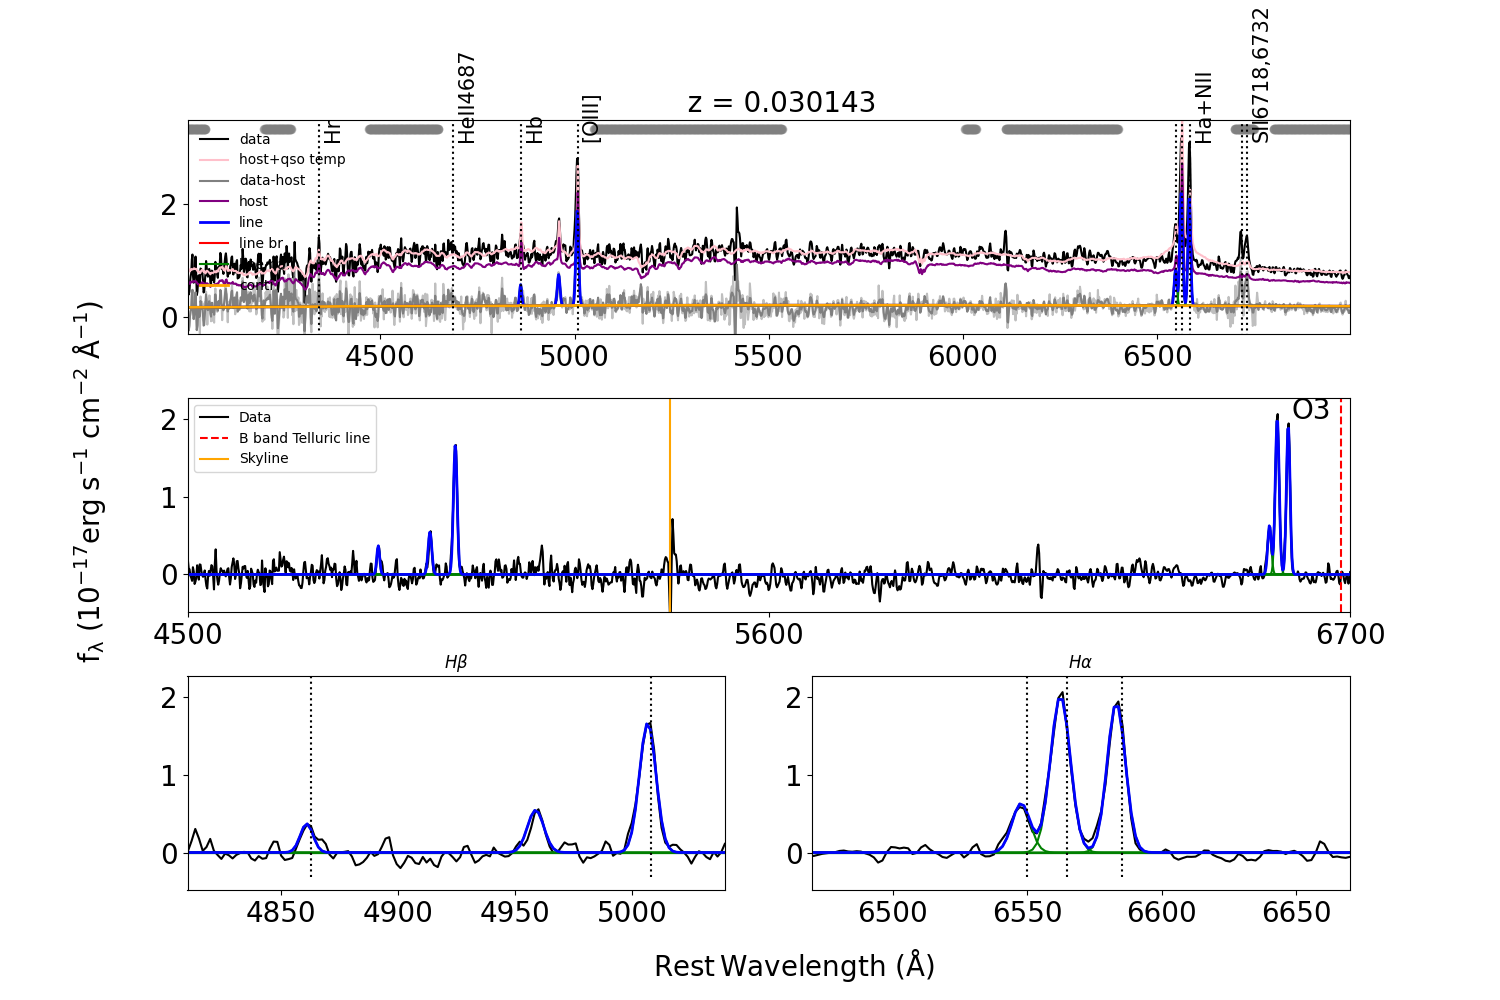 z = 0.030143
Hr
HeII4687
Hb
[OIII]
Ha+NII
SII6718,6732
data
host+qso temp
data-host
host
line
line br
conti
2
0
4500 5000 5500 6000 6500
f_λ (10^{−17}erg s^{−1} cm^{−2} Å^{−1})
Data
B band Telluric line
Skyline
O3
2
1
0
4500 5600 6700
Hβ
2
1
0
4850 4900 4950 5000
Hα
2
1
0
6500 6550 6600 6650
Rest Wavelength (Å)